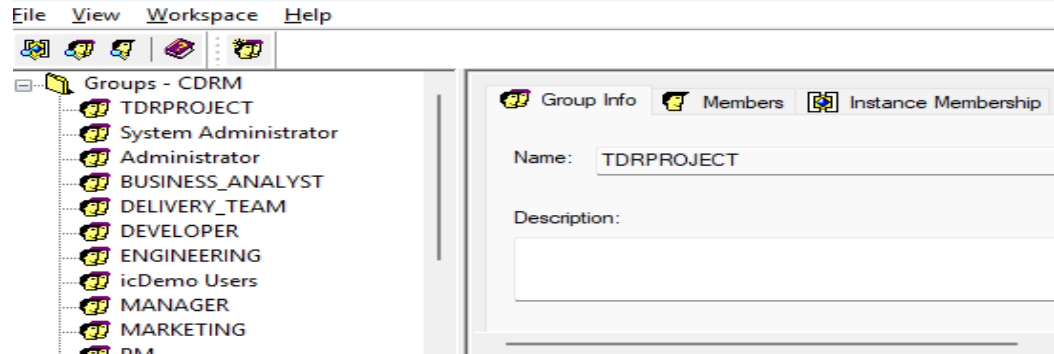 File View Workspace Help
Groups - CDRM
TDRPROJECT
System Administrator
Administrator
BUSINESS_ANALYST
DELIVERY_TEAM
DEVELOPER
ENGINEERING
icDemo Users
MANAGER
MARKETING
PM
Group Info Members Instance Membership
Name: TDRPROJECT
Description: